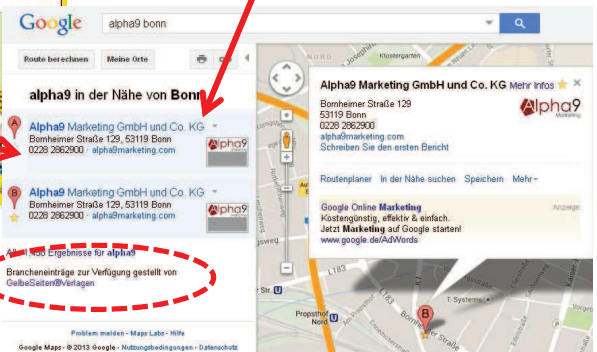 Google
alpha9 bonn
Route berechnen Meine Orte
alpha9 in der Nähe von Bonn
A
Alpha9 Marketing GmbH und Co. KG
Bornheimer Straße 129, 53119 Bonn
0228 2862900 · alpha9marketing.com
Alpha9
B
Alpha9 Marketing GmbH und Co. KG
Bornheimer Straße 129, 53119 Bonn
0228 2862900 · alpha9marketing.com
Alpha9
Ergebnisse für alpha9
Brancheneinträge zur Verfügung gestellt von
GelbeSeiten®Verlagen
Problem melden - Maps Labs - Hilfe
Google Maps - © 2013 Google - Nutzungsbedingungen - Datenschutz
NORD
Klostergarten
Alpha9 Marketing GmbH und Co. KG Mehr Infos
Bornheimer Straße 129
53119 Bonn
0228 2862900
alpha9marketing.com
Schreiben Sie den ersten Bericht
Alpha9
Marketing
Routenplaner In der Nähe suchen Speichern Mehr
Google Online Marketing
Anzeige
Kostengünstig, effektiv & einfach.
Jetzt Marketing auf Google starten!
www.google.de/AdWords
L183
L183
Propsthof
Nord
T-Systems
B